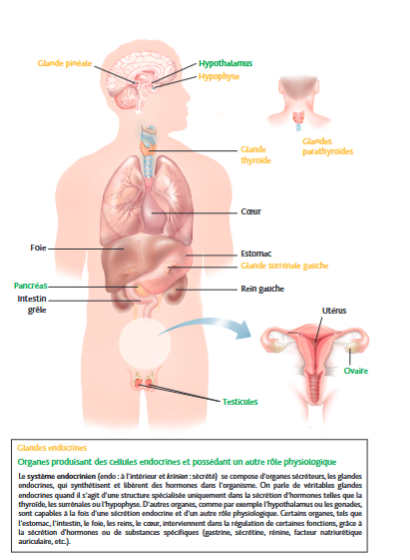 Glande pinéale
Hypothalamus
Hypophyse
Glande
thyroïde
Glandes
parathyroïdes
Cœur
Foie
Estomac
Glande surrénale gauche
Pancréas
Rein gauche
Intestin
grêle
Utérus
Ovaire
Testicules
Glandes endocrines
Organes produisant des cellules endocrines et possédant un autre rôle physiologique
Le système endocrinien (endo : à l'intérieur et krinien : sécrété) se compose d'organes sécréteurs, les glandes
endocrines, qui synthétisent et libèrent des hormones dans l'organisme. On parle de véritables glandes
endocrines quand il s'agit d'une structure spécialisée uniquement dans la sécrétion d'hormones telles que la
thyroïde, les surrénales ou l'hypophyse. D'autres organes, comme par exemple l'hypothalamus ou les gonades,
sont capables à la fois d'une sécrétion endocrine et d'un autre rôle physiologique. Certains organes, tels que
l'estomac, l'intestin, le foie, les reins, le cœur, interviennent dans la régulation de certaines fonctions, grâce à
la sécrétion d'hormones ou de substances spécifiques (gastrine, sécrétine, rénine, facteur natriurétique
auriculaire, etc.).